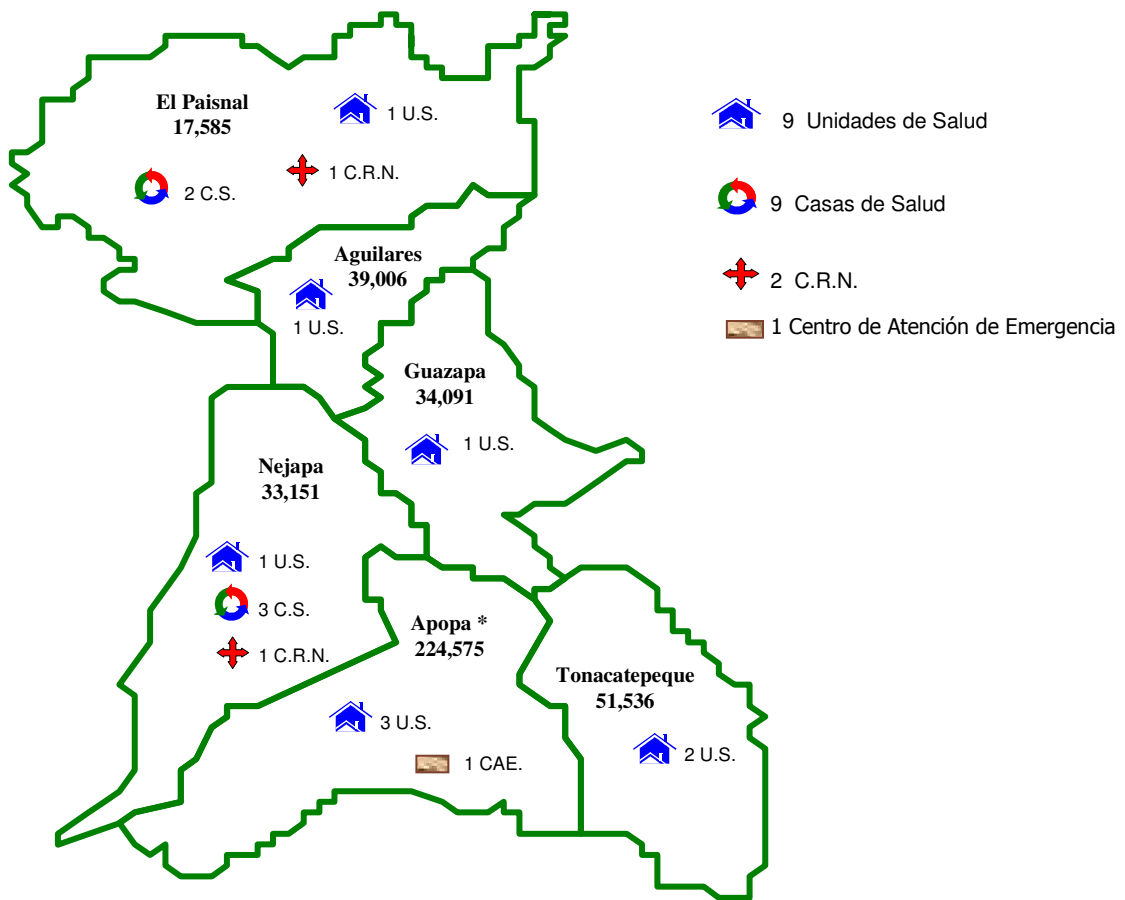 El Paisnal
17,585
1 U.S.
1 C.R.N.
2 C.S.
Aguilares
39,006
1 U.S.
Guazapa
34,091
1 U.S.
Nejapa
33,151
1 U.S.
3 C.S.
1 C.R.N.
Apopa *
224,575
3 U.S.
1 CAE.
Tonacatepeque
51,536
2 U.S.
9 Unidades de Salud
9 Casas de Salud
2 C.R.N.
1 Centro de Atención de Emergencia